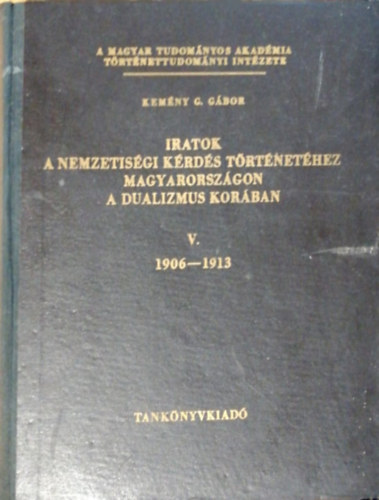 A MAGYAR TUDOMÁNYOS AKADÉMIA
TÖRTÉNETTUDOMÁNYI INTÉZETE
KEMÉNY G. GÁBOR
IRATOK
A NEMZETISÉGI KÉRDÉS TÖRTÉNETÉHEZ
MAGYARORSZÁGON
A DUALIZMUS KORÁBAN
V.
1906—1913
TANKÖNYVKIADÓ